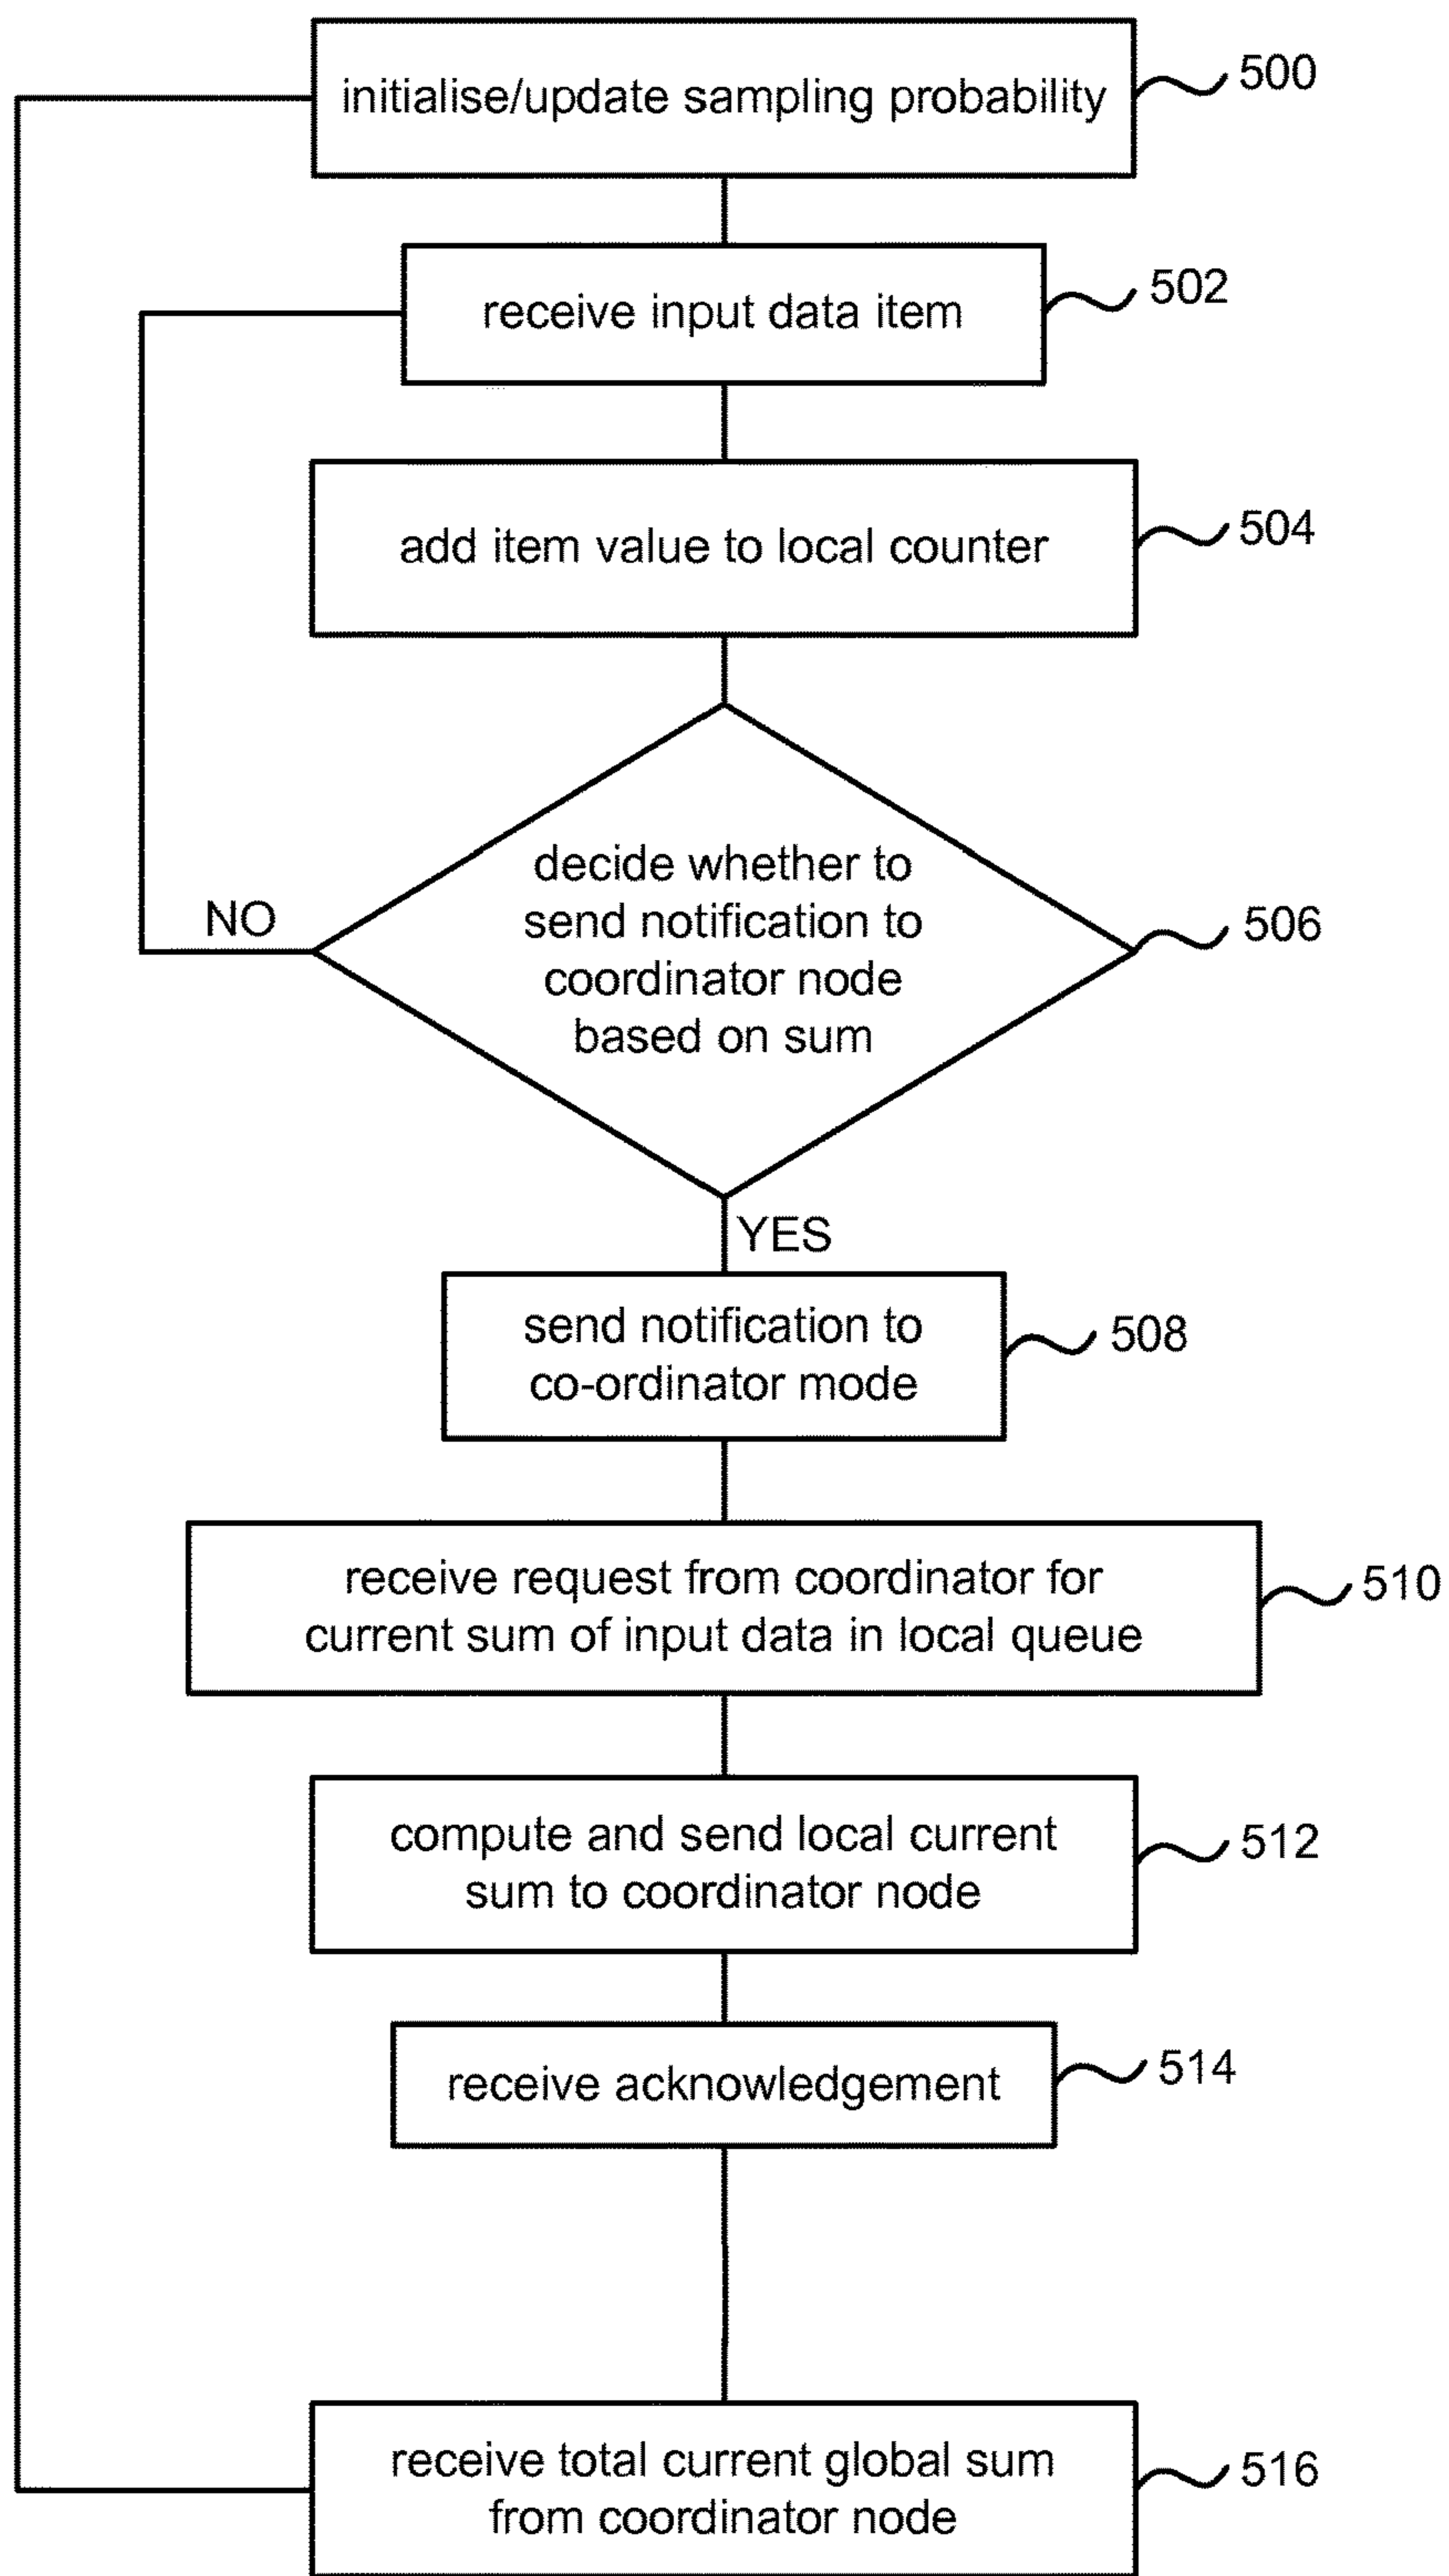 initialise/update sampling probability
500
receive input data item
502
add item value to local counter
504
decide whether to
send notification to
coordinator node
based on sum
506
NO
YES
send notification to
co-ordinator mode
508
receive request from coordinator for
current sum of input data in local queue
510
compute and send local current
sum to coordinator node
512
receive acknowledgement
514
receive total current global sum
from coordinator node
516